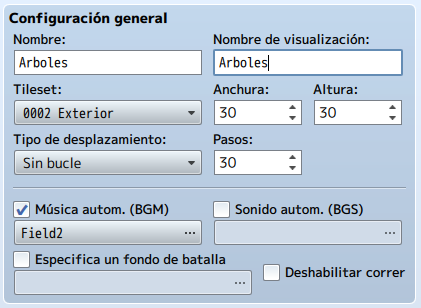 Configuración general
Nombre: Nombre de visualización:
Arboles Arboles
Tileset: Anchura: Altura:
0002 Exterior 30 30
Tipo de desplazamiento: Pasos:
Sin bucle 30
Música autom. (BGM) Sonido autom. (BGS)
Field2 ... ...
Especifica un fondo de batalla
... Deshabilitar correr